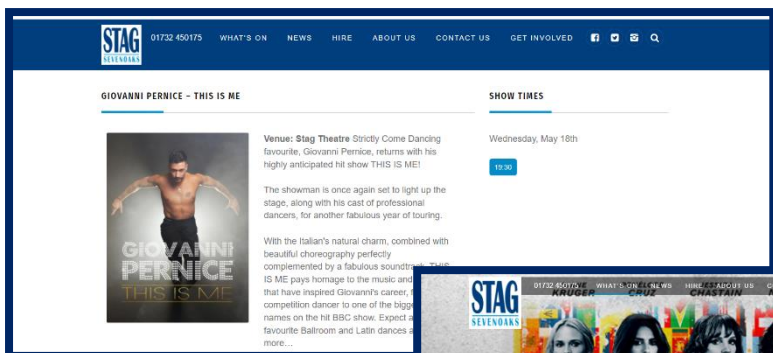 STAG
SEVENOAKS
01732 450175 WHAT'S ON NEWS HIRE ABOUT US CONTACT US GET INVOLVED
GIOVANNI PERNICE – THIS IS ME
GIOVANNI
PERNICE
THIS IS ME
Venue: Stag Theatre Strictly Come Dancing
favourite, Giovanni Pernice, returns with his
highly anticipated hit show THIS IS ME!
The showman is once again set to light up the
stage, along with his cast of professional
dancers, for another fabulous year of touring.
With the Italian's natural charm, combined with
beautiful choreography perfectly
complemented by a fabulous soundtrack, THIS
IS ME pays homage to the music and
that have inspired Giovanni's career,
competition dancer to one of the
names on the hit BBC show. Expect
favourite Ballroom and Latin dances
more…
SHOW TIMES
Wednesday, May 18th
19:30
STAG
SEVENOAKS
01732 450175 WHAT'S ON NEWS HIRE ABOUT US
KRUGER CRUZ CHASTAIN